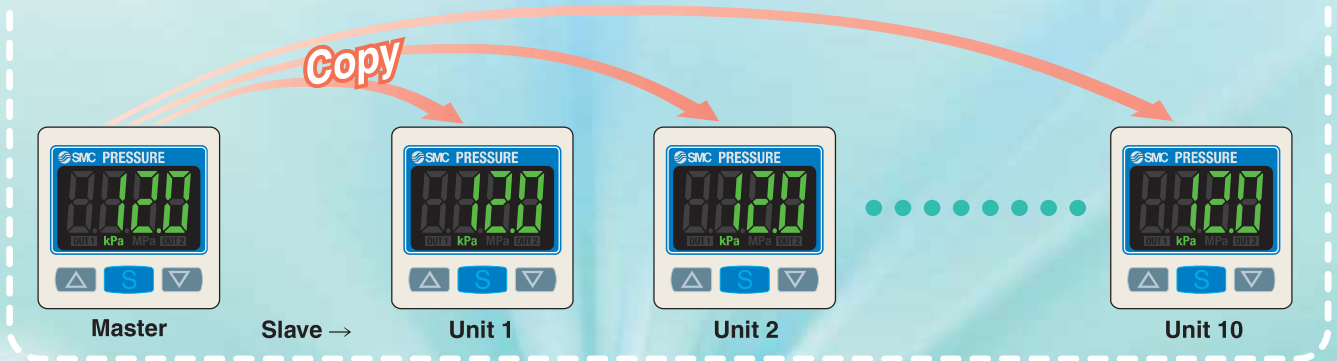 Copy
SMC PRESSURE
12.0
OUT1 kPa MPa OUT2
S
SMC PRESSURE
12.0
OUT1 kPa MPa OUT2
S
SMC PRESSURE
12.0
OUT1 kPa MPa OUT2
S
SMC PRESSURE
12.0
OUT1 kPa MPa OUT2
S
Master Slave → Unit 1 Unit 2 Unit 10